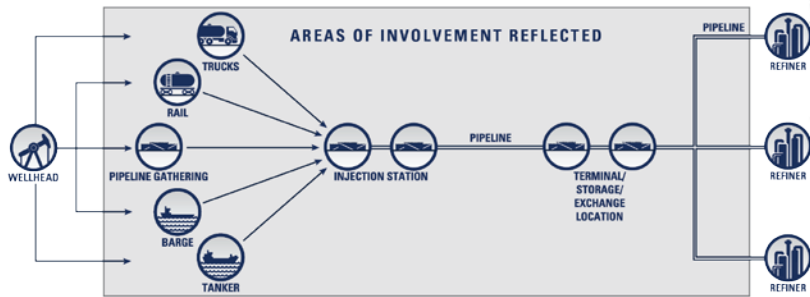 AREAS OF INVOLVEMENT REFLECTED
PIPELINE
REFINER
TRUCKS
RAIL
WELLHEAD
PIPELINE GATHERING
INJECTION STATION
PIPELINE
TERMINAL/
STORAGE/
EXCHANGE
LOCATION
REFINER
BARGE
TANKER
REFINER